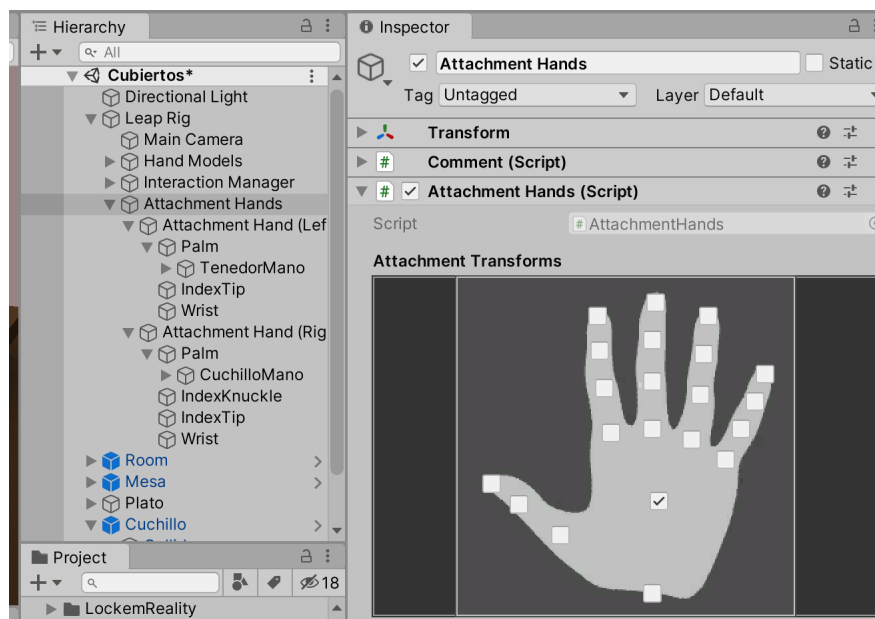 Hierarchy
All
Cubiertos*
Directional Light
Leap Rig
Main Camera
Hand Models
Interaction Manager
Attachment Hands
Attachment Hand (Lef
Palm
TenedorMano
IndexTip
Wrist
Attachment Hand (Rig
Palm
CuchilloMano
IndexKnuckle
IndexTip
Wrist
Room
Mesa
Plato
Cuchillo
Project
18
LockemReality
Inspector
Attachment Hands
Static
Tag Untagged
Layer Default
Transform
# Comment (Script)
# Attachment Hands (Script)
Script
# AttachmentHands
Attachment Transforms